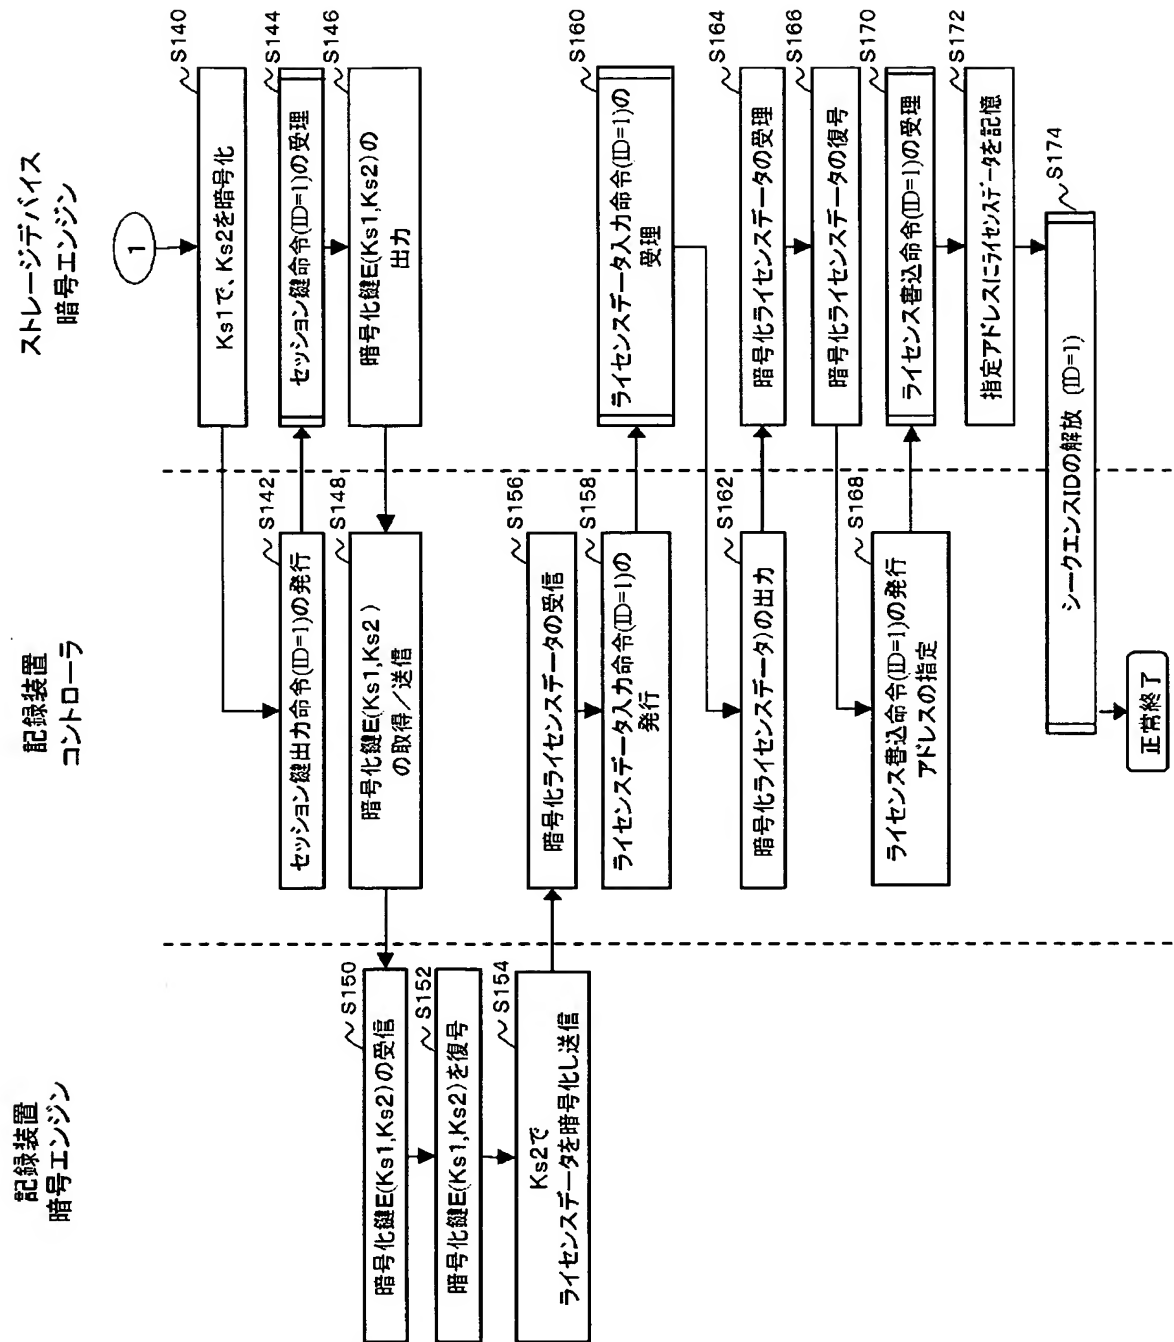 記録装置
暗号エンジン
記録装置
コントローラ
ストレージデバイス
暗号エンジン
1
S140
Ks1で、Ks2を暗号化
S142
セッション鍵出力命令(ID=1)の発行
S144
セッション鍵命令(ID=1)の受理
S146
暗号化鍵E(Ks1,Ks2)の
出力
S148
暗号化鍵E(Ks1,Ks2)
の取得／送信
S150
暗号化鍵E(Ks1,Ks2)の受信
S152
暗号化鍵E(Ks1,Ks2)を復号
S154
Ks2で
ライセンスデータを暗号化し送信
S156
暗号化ライセンスデータの受信
S158
ライセンスデータ入力命令(ID=1)の
発行
S160
ライセンスデータ入力命令(ID=1)の
受理
S162
暗号化ライセンスデータ)の出力
S164
暗号化ライセンスデータの受理
S166
暗号化ライセンスデータの復号
S168
ライセンス書込命令(ID=1)の発行
アドレスの指定
S170
ライセンス書込命令(ID=1)の受理
S172
指定アドレスにライセンスデータを記憶
S174
シークエンスIDの解放 (ID=1)
正常終了